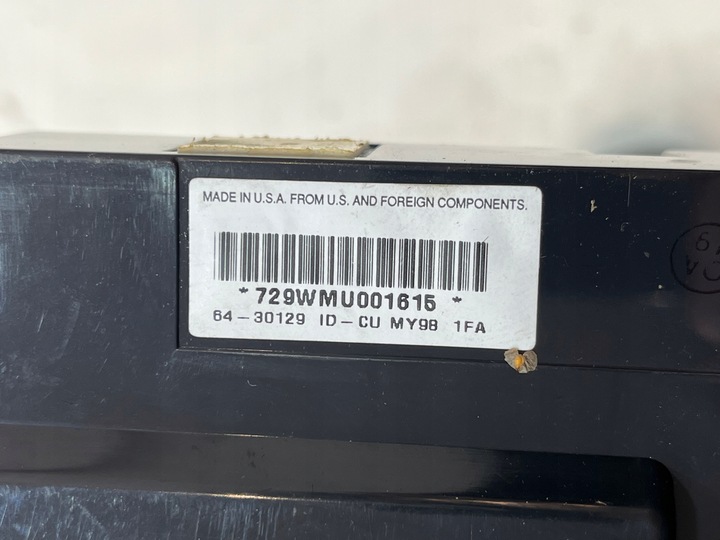 MADE IN U.S.A. FROM U.S. AND FOREIGN COMPONENTS.
*729WMU001615*
64-30129 ID-CU MY98 1FA